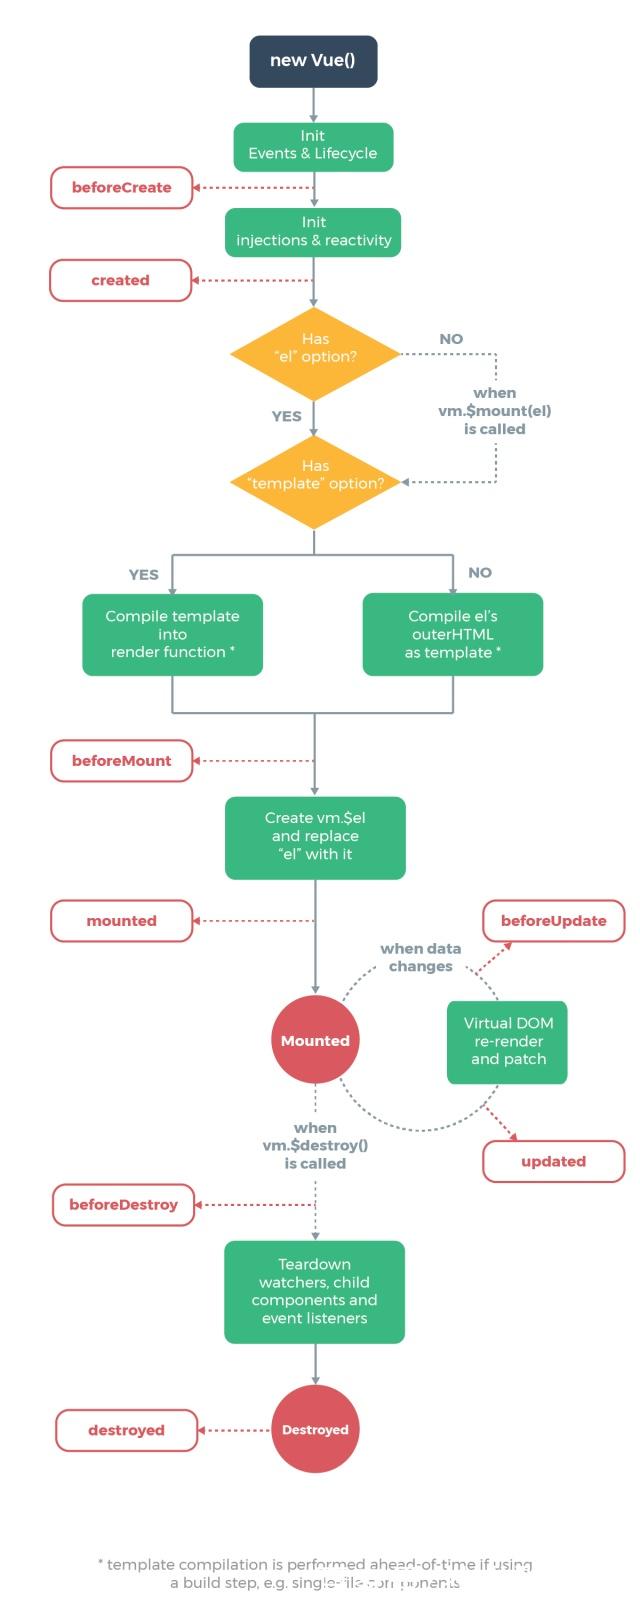 new Vue()
Init
Events & Lifecycle
beforeCreate
Init
injections & reactivity
created
Has
“el” option?
NO
when
vm.$mount(el)
is called
YES
Has
“template” option?
YES
NO
Compile template
into
render function *
Compile el’s
outerHTML
as template *
beforeMount
Create vm.$el
and replace
“el” with it
mounted
beforeUpdate
when data
changes
Mounted
Virtual DOM
re-render
and patch
when
vm.$destroy()
is called
updated
beforeDestroy
Teardown
watchers, child
components and
event listeners
destroyed
Destroyed
* template compilation is performed ahead-of-time if using
a build step, e.g. single-file components